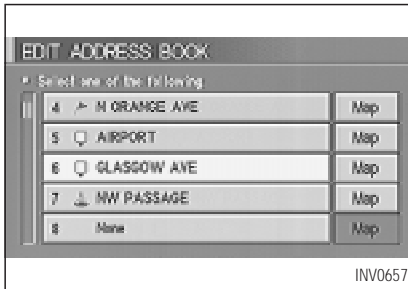 EDIT ADDRESS BOOK
Select one of the following
4 N ORANGE AVE Map
5 AIRPORT Map
6 GLASGOW AVE Map
7 NW PASSAGE Map
8 None Map
INV0657